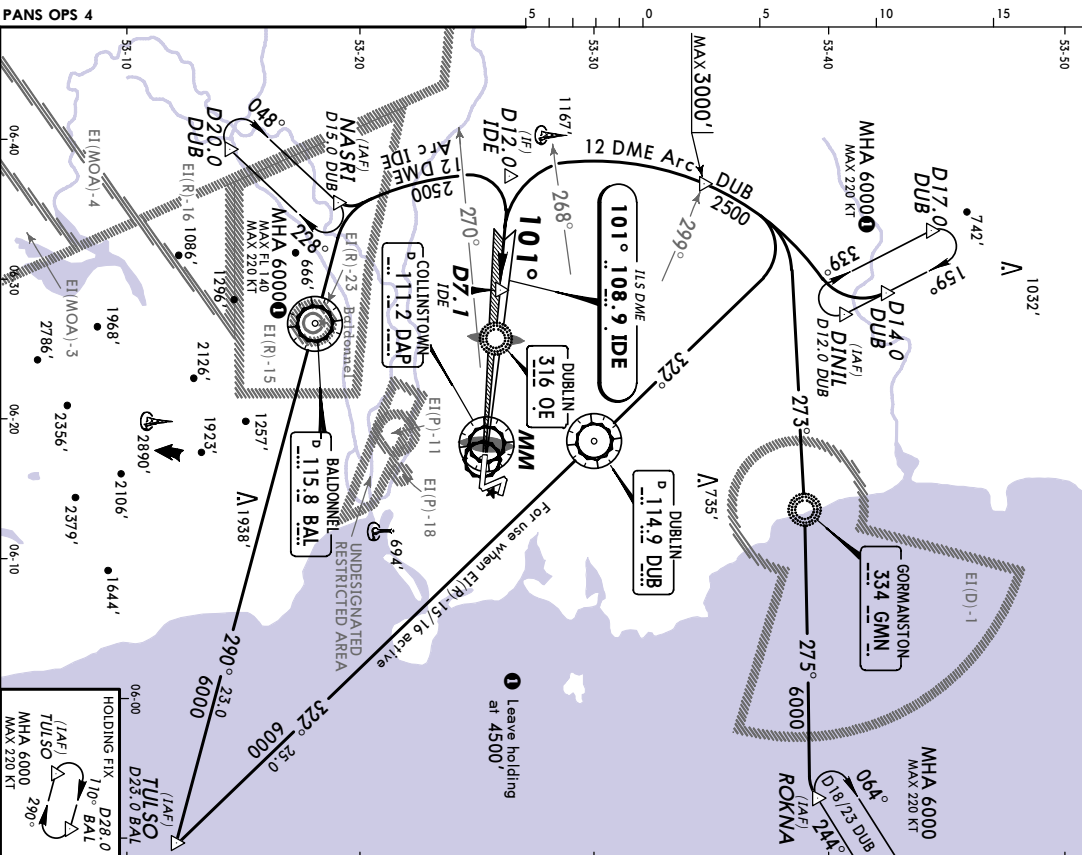 PANS OPS 4
5
0
5
10
15
53-10
53-20
53-30
53-40
53-50
06-40
06-30
06-20
06-10
06-00
MAX 3000'
1167'
D12.0
(IF)
IDE
12 DME Arc
DUB
2500
12 DME
Arc IDE
2500
048°
228°
D20.0
DUB
NASRI
(IAF)
D15.0 DUB
MHA 6000 1
MAX FL 140
MAX 220 KT
EI(MOA)-4
EI(R)-16
EI(MOA)-3
EI(R)-23 Baldonnel
EI(R)-15
1086'
1296'
666'
1968'
2786'
2126'
2356'
1923'
1257'
2890'
2106'
2379'
1938'
1644'
694'
735'
742'
1032'
270°
268°
299°
101°
D7.1
IDE
ILS DME
101° 108.9 IDE
COLLINSTOWN
D 111.2 DAP
DUBLIN
316 OE
MM
DUBLIN
D 114.9 DUB
BALDONNEL
D 115.8 BAL
GORMANSTON
334 GMN
MHA 6000 1
MAX 220 KT
D17.0
DUB
339°
159°
D14.0
DUB
DINIL
(IAF)
D12.0 DUB
322°
273°
275°
6000
EI(D)-1
EI(P)-11
EI(P)-18
UNDESIGNATED
RESTRICTED AREA
For use when EI(R)-15/16 active
322° 25.0
6000
290° 23.0
6000
1 Leave holding
at 4500'
MHA 6000
MAX 220 KT
064°
D18/23 DUB
244°
ROKNA
(IAF)
TULSO
(IAF)
D23.0 BAL
HOLDING FIX
(IAF)
TULSO
D28.0
BAL
110°
290°
MHA 6000
MAX 220 KT